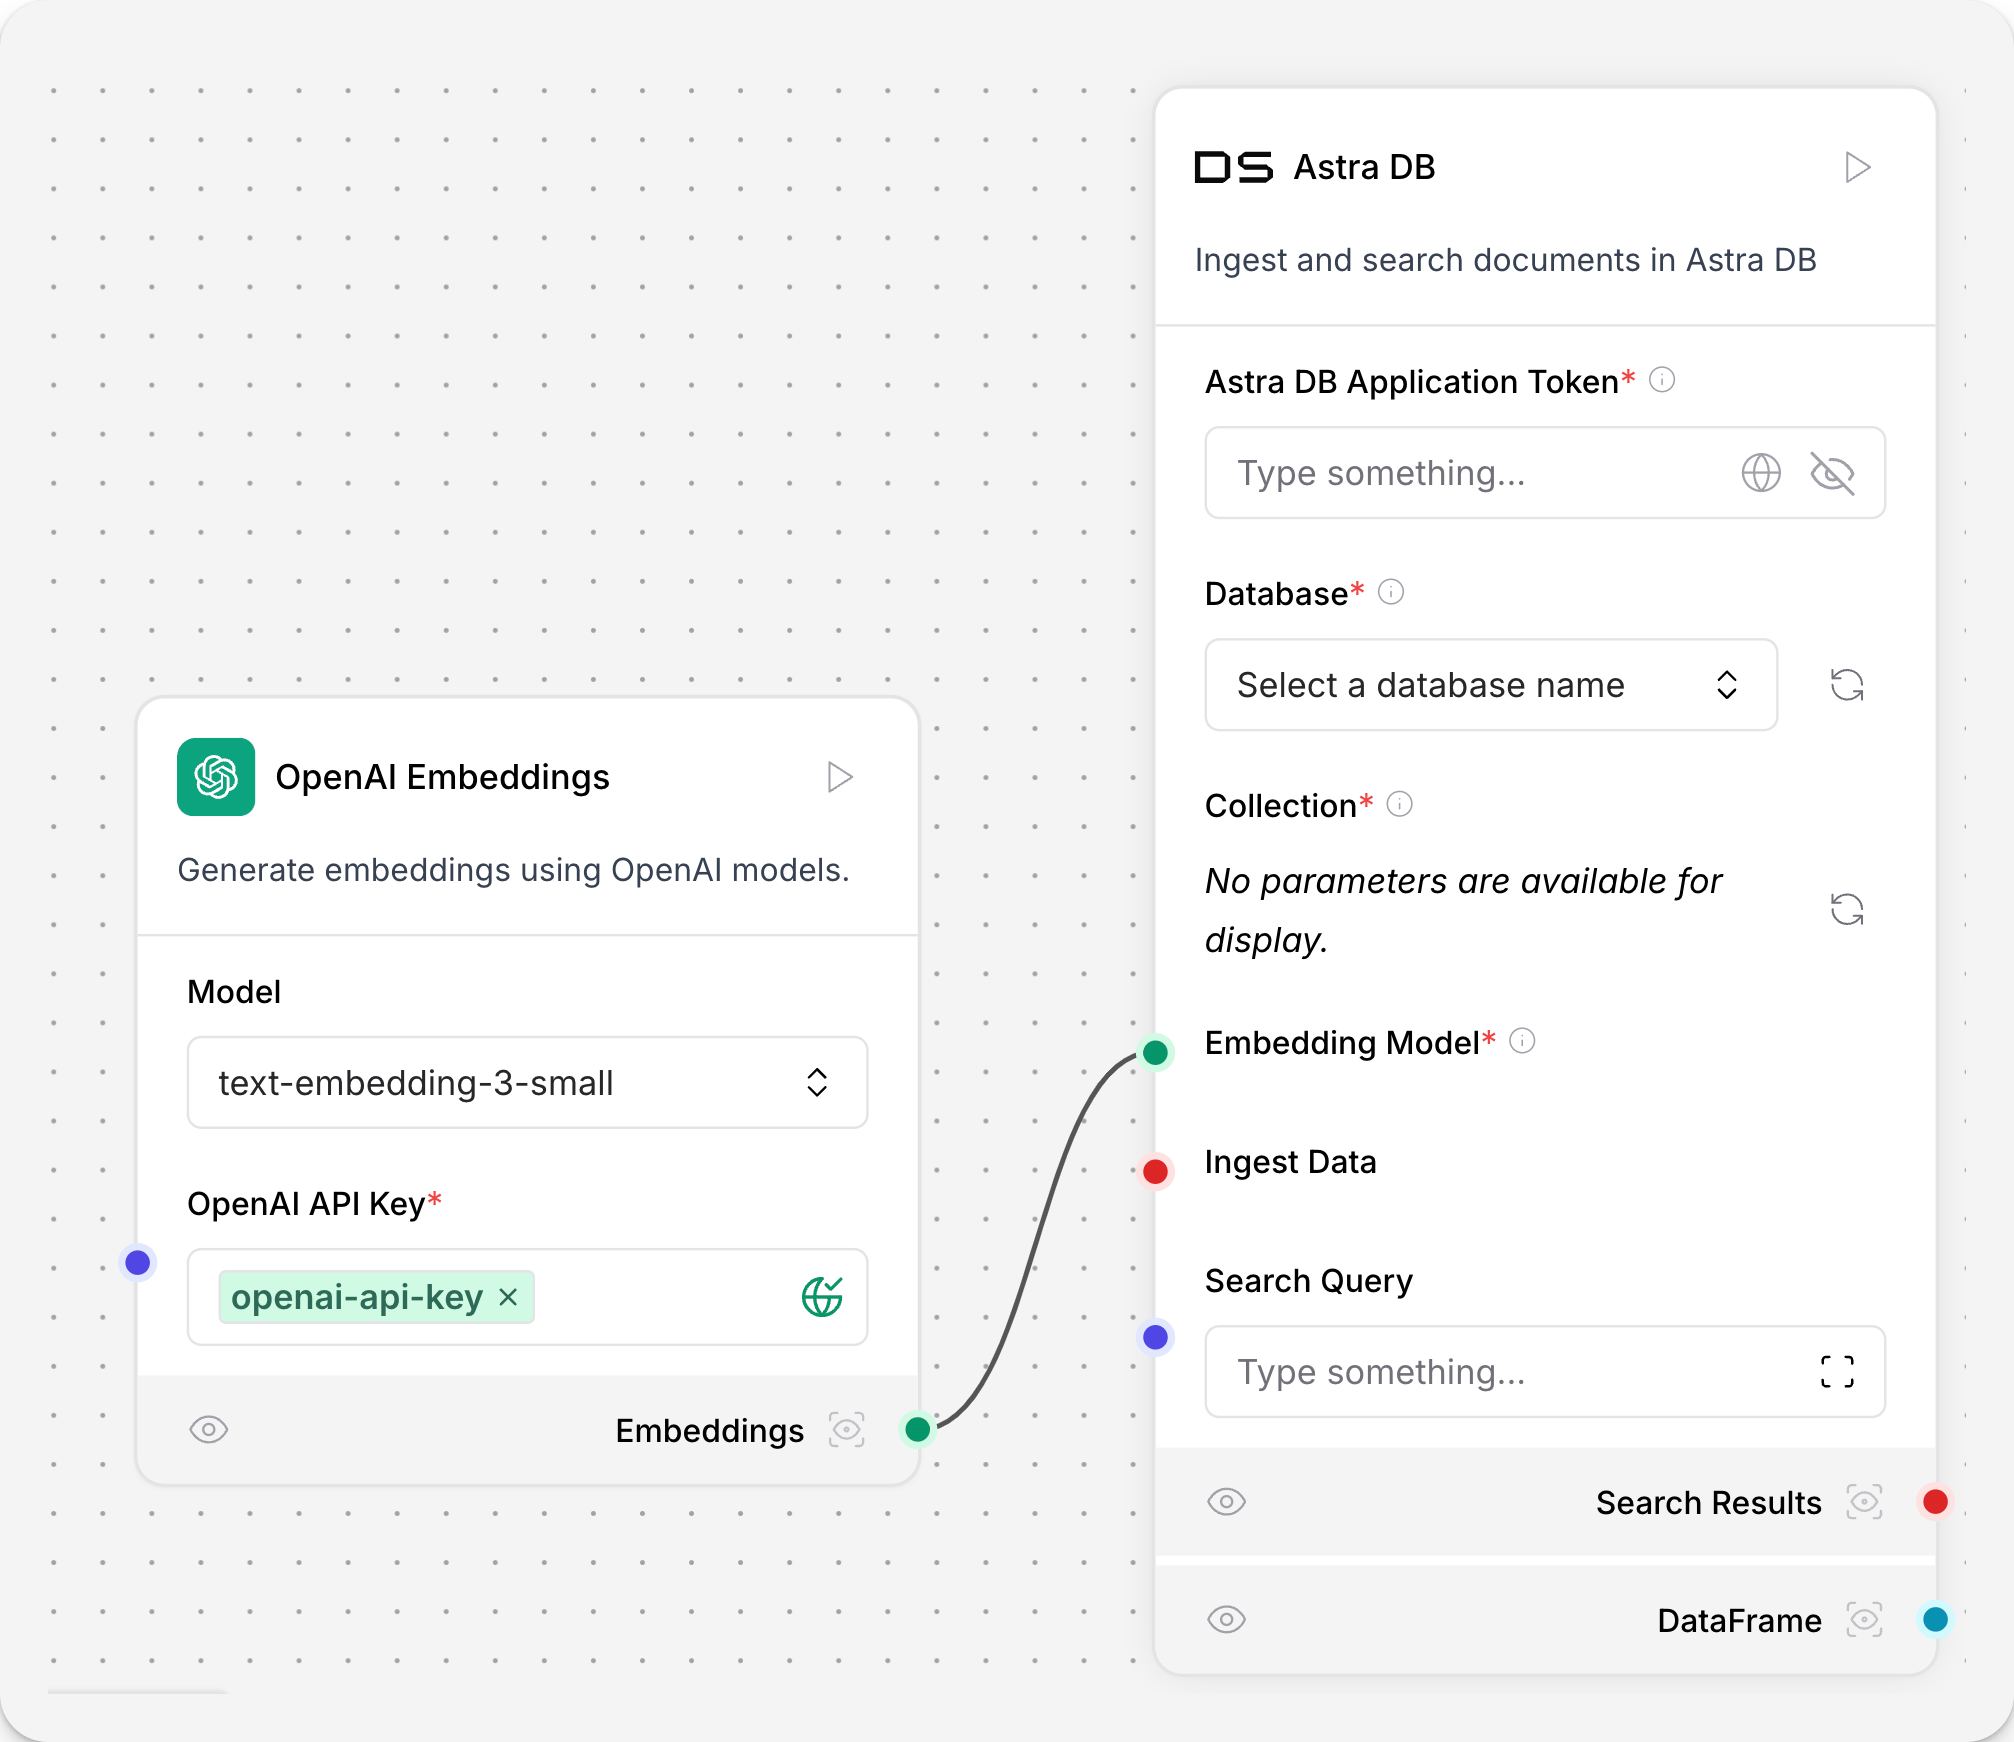 DS Astra DB
Ingest and search documents in Astra DB
Astra DB Application Token*
Type something...
Database*
Select a database name
Collection*
No parameters are available for
display.
Embedding Model*
Ingest Data
Search Query
Type something...
Search Results
DataFrame
OpenAI Embeddings
Generate embeddings using OpenAI models.
Model
text-embedding-3-small
OpenAI API Key*
openai-api-key
Embeddings